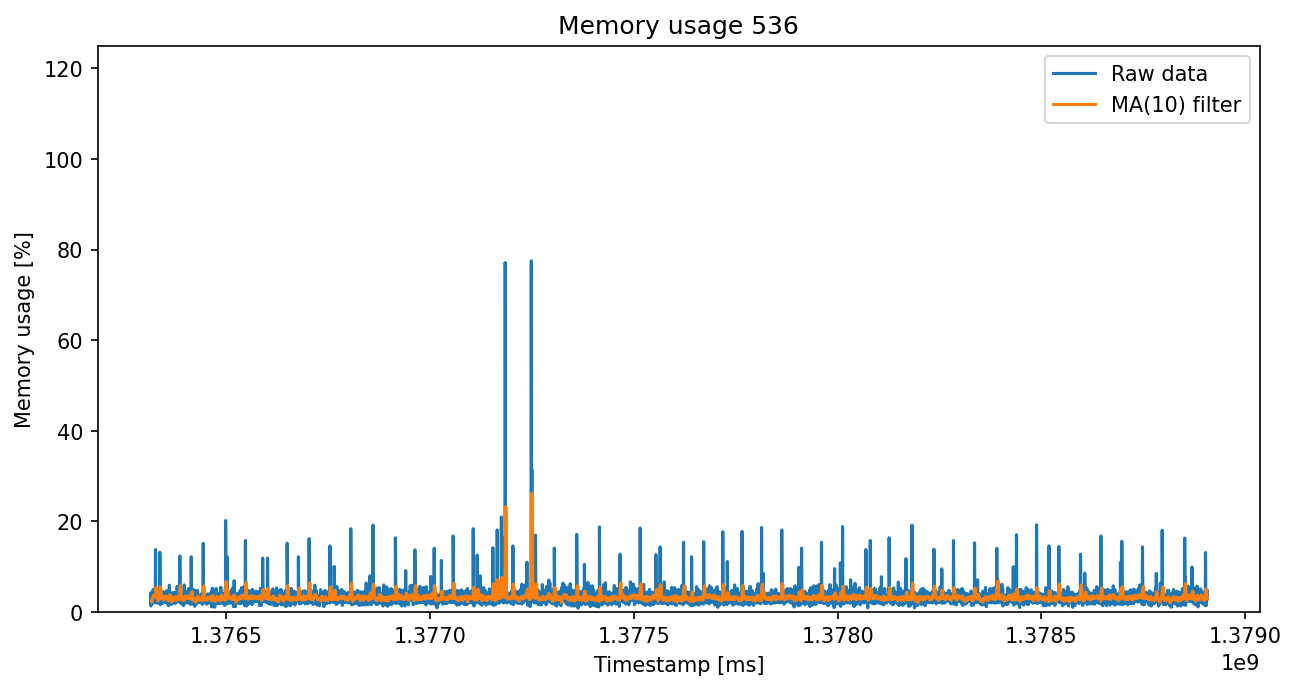 Memory usage 536
Raw data
MA(10) filter
Memory usage [%]
120
100
80
60
40
20
0
1.3765 1.3770 1.3775 1.3780 1.3785 1.3790
1e9
Timestamp [ms]